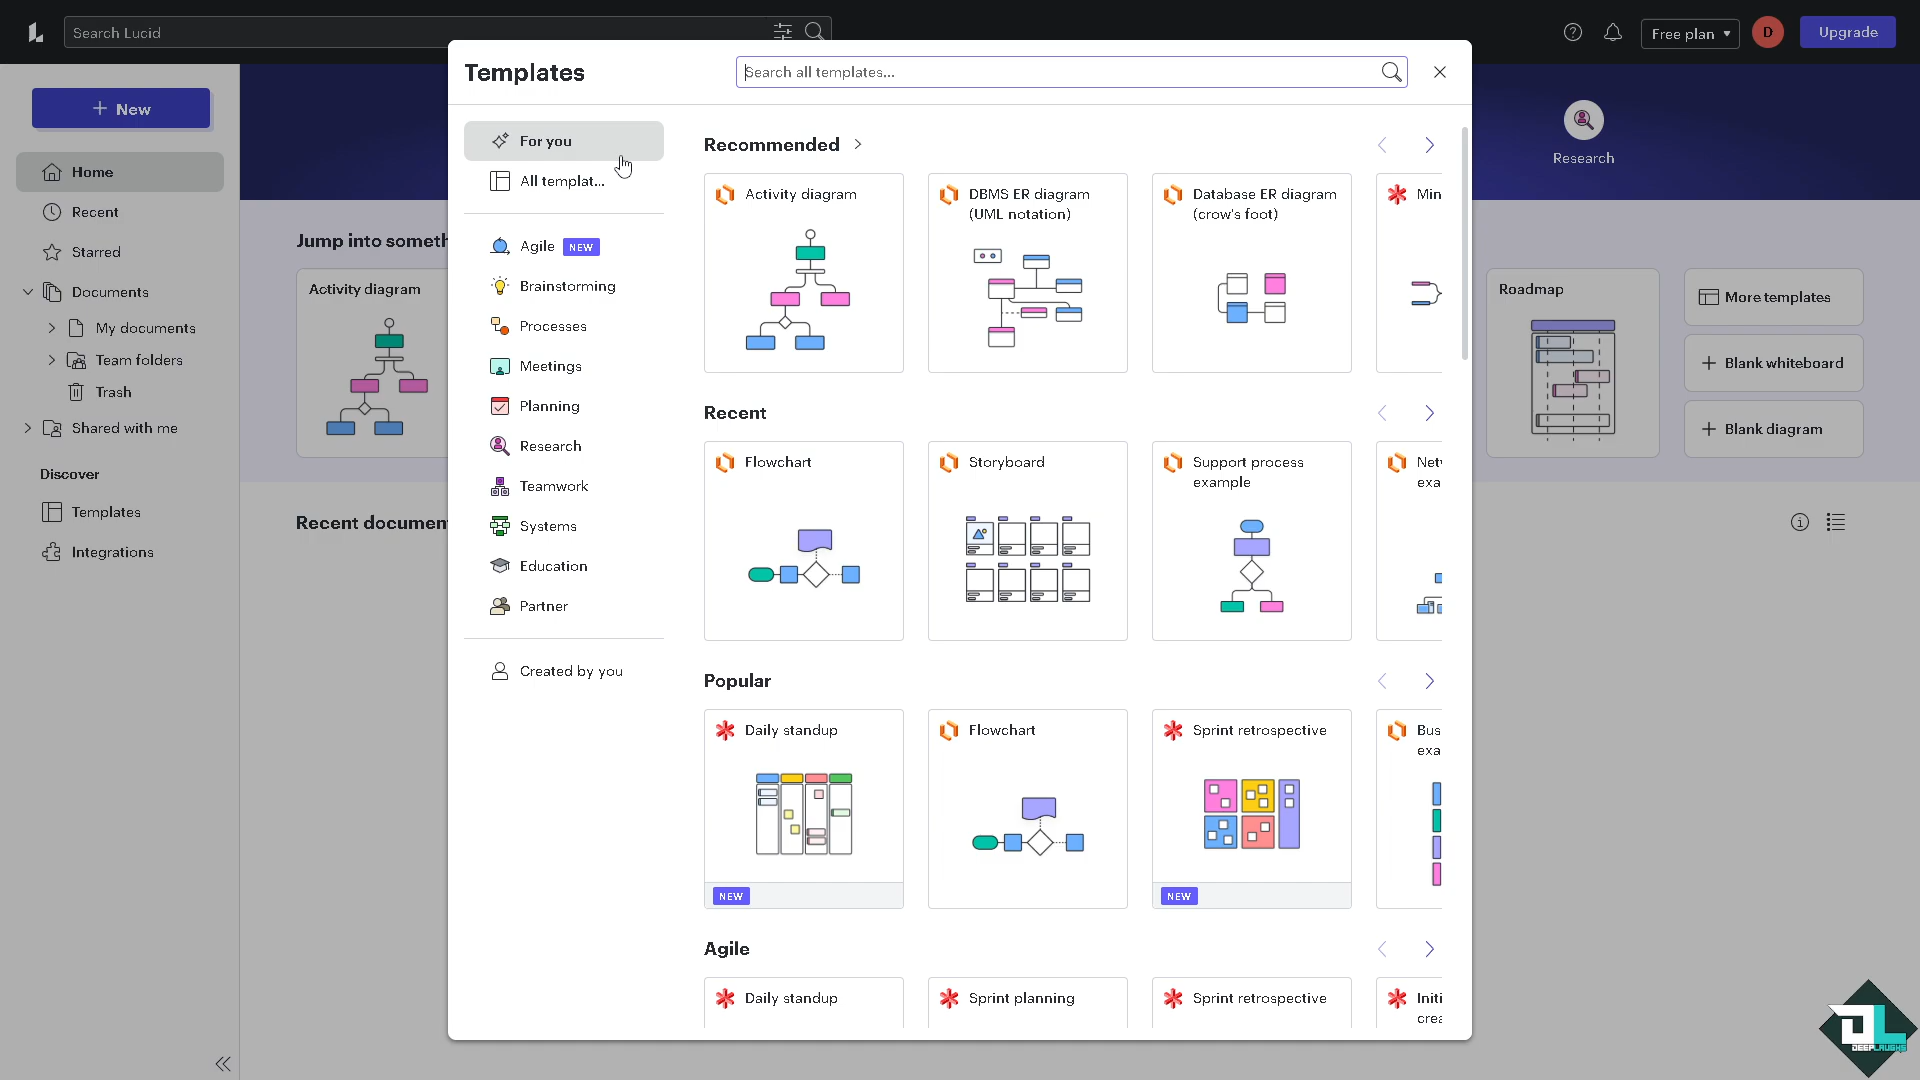 Search Lucid
Free plan
D
Upgrade
New
Home
Recent
Starred
Documents
My documents
Team folders
Trash
Shared with me
Discover
Templates
Integrations
Jump into someth
Activity diagram
Recent documen
Research
Roadmap
More templates
Blank whiteboard
Blank diagram
Templates
Search all templates...
For you
All templat...
Agile NEW
Brainstorming
Processes
Meetings
Planning
Research
Teamwork
Systems
Education
Partner
Created by you
Recommended
Activity diagram
DBMS ER diagram
(UML notation)
Database ER diagram
(crow's foot)
Min
Recent
Flowchart
Storyboard
Support process
example
Net
exa
Popular
Daily standup
NEW
Flowchart
Sprint retrospective
NEW
Bus
exa
Agile
Daily standup
Sprint planning
Sprint retrospective
Initi
crea
DEEPLAUGHS